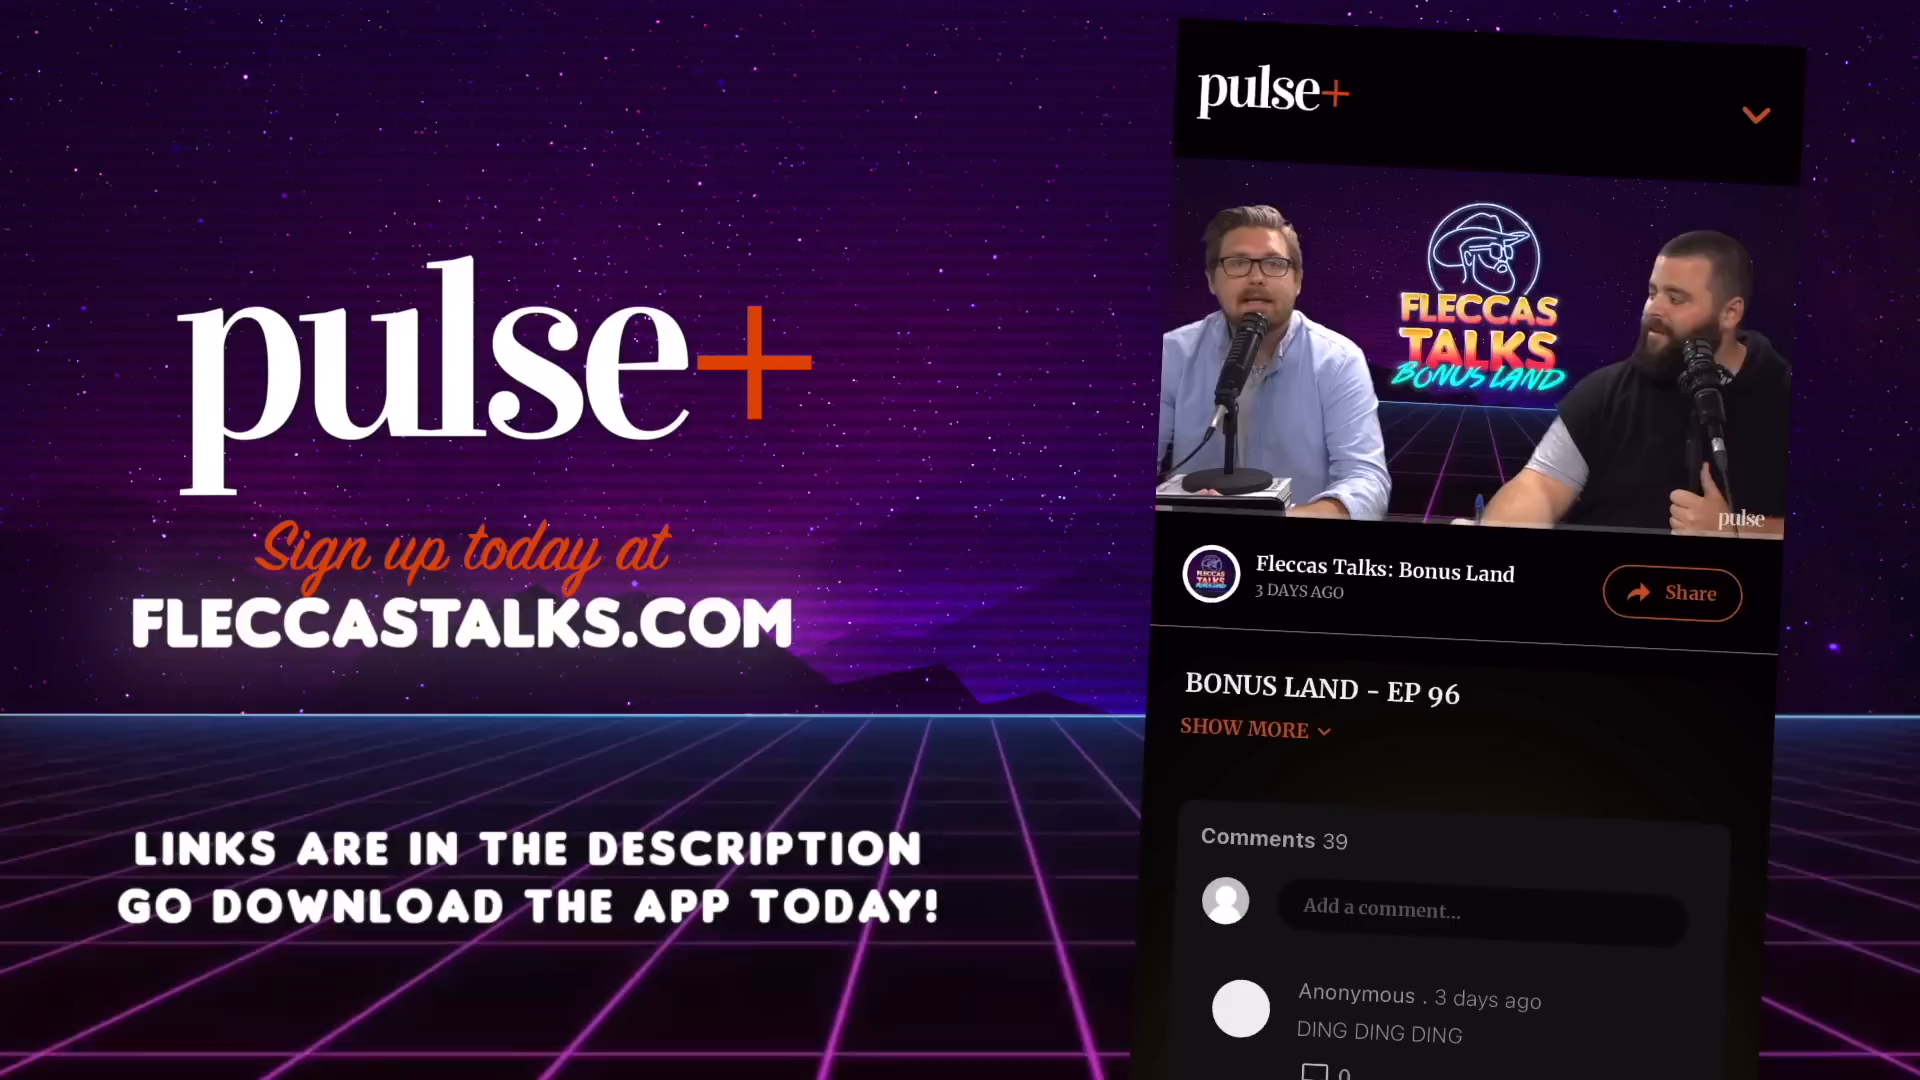 pulse+
Sign up today at
FLECCASTALKS.COM
LINKS ARE IN THE DESCRIPTION
GO DOWNLOAD THE APP TODAY!
pulse+
FLECCAS
TALKS
BONUS LAND
pulse
FLECCAS
TALKS
Fleccas Talks: Bonus Land
3 DAYS AGO
Share
BONUS LAND - EP 96
SHOW MORE
Comments 39
Add a comment...
Anonymous . 3 days ago
DING DING DING
0